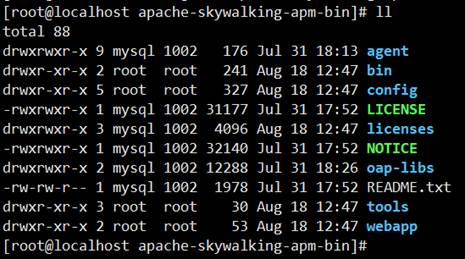 [root@localhost apache-skywalking-apm-bin]# ll
total 88
drwxrwxr-x 9 mysql 1002 176 Jul 31 18:13 agent
drwxr-xr-x 2 root root 241 Aug 18 12:47 bin
drwxr-xr-x 5 root root 327 Aug 18 12:47 config
-rwxrwxr-x 1 mysql 1002 31177 Jul 31 17:52 LICENSE
drwxrwxr-x 3 mysql 1002 4096 Aug 18 12:47 licenses
-rwxrwxr-x 1 mysql 1002 32140 Jul 31 17:52 NOTICE
drwxrwxr-x 2 mysql 1002 12288 Jul 31 18:26 oap-libs
-rw-rw-r-- 1 mysql 1002 1978 Jul 31 17:52 README.txt
drwxr-xr-x 3 root root 30 Aug 18 12:47 tools
drwxr-xr-x 2 root root 53 Aug 18 12:47 webapp
[root@localhost apache-skywalking-apm-bin]#